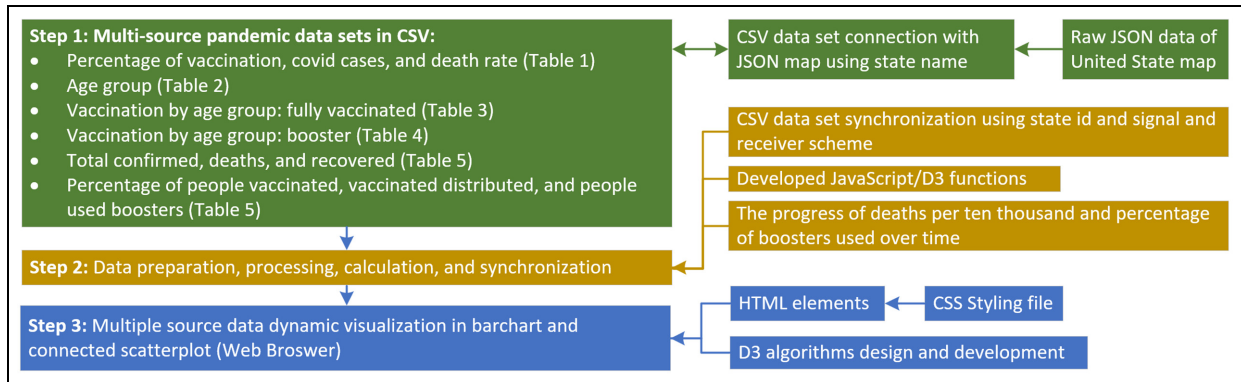 Step 1: Multi-source pandemic data sets in CSV:
• Percentage of vaccination, covid cases, and death rate (Table 1)
• Age group (Table 2)
• Vaccination by age group: fully vaccinated (Table 3)
• Vaccination by age group: booster (Table 4)
• Total confirmed, deaths, and recovered (Table 5)
• Percentage of people vaccinated, vaccinated distributed, and people
used boosters (Table 5)
CSV data set connection with
JSON map using state name
Raw JSON data of
United State map
CSV data set synchronization using state id and signal and
receiver scheme
Developed JavaScript/D3 functions
The progress of deaths per ten thousand and percentage
of boosters used over time
Step 2: Data preparation, processing, calculation, and synchronization
Step 3: Multiple source data dynamic visualization in barchart and
connected scatterplot (Web Broswer)
HTML elements
CSS Styling file
D3 algorithms design and development